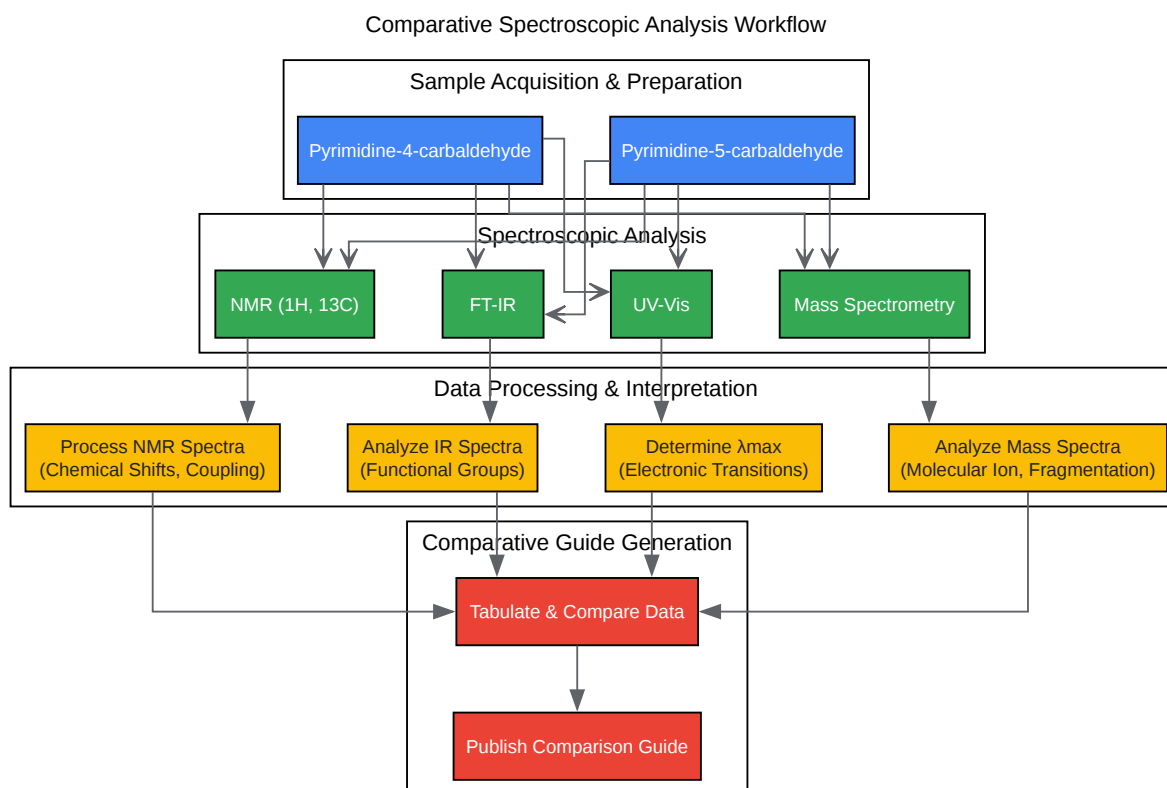 Comparative Spectroscopic Analysis Workflow
Sample Acquisition & Preparation
Pyrimidine-4-carbaldehyde
Pyrimidine-5-carbaldehyde
Spectroscopic Analysis
NMR (1H, 13C)
FT-IR
UV-Vis
Mass Spectrometry
Data Processing & Interpretation
Process NMR Spectra
(Chemical Shifts, Coupling)
Analyze IR Spectra
(Functional Groups)
Determine λmax
(Electronic Transitions)
Analyze Mass Spectra
(Molecular Ion, Fragmentation)
Comparative Guide Generation
Tabulate & Compare Data
Publish Comparison Guide